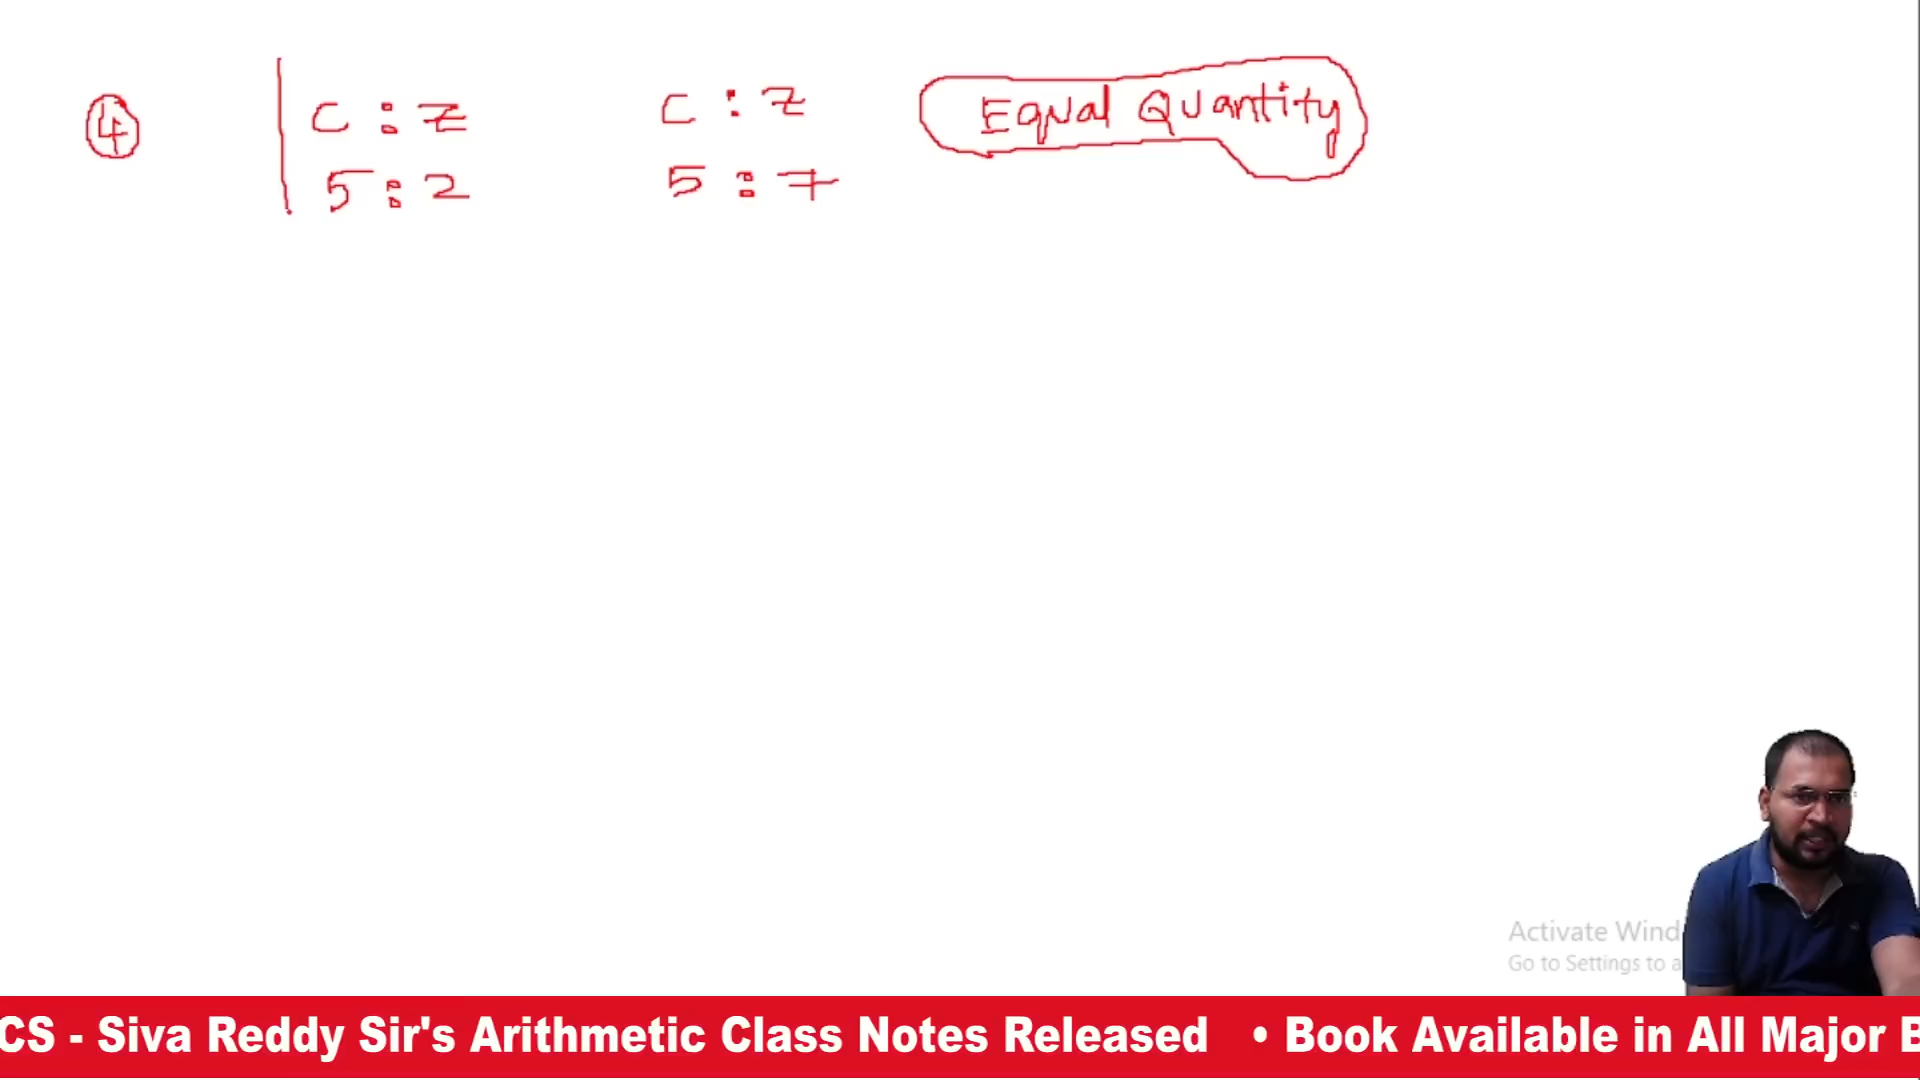 ④ C : Z C : Z Equal Quantity
5 : 2 5 : 7
Activate Wind
Go to Settings to a
CS - Siva Reddy Sir's Arithmetic Class Notes Released • Book Available in All Major B